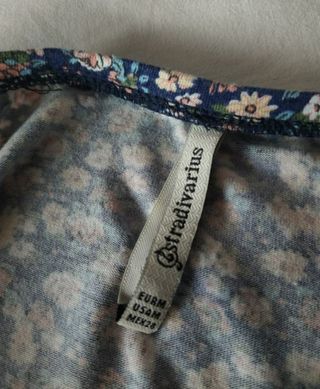 stradivarius
EUR M
USA M
MEX 28